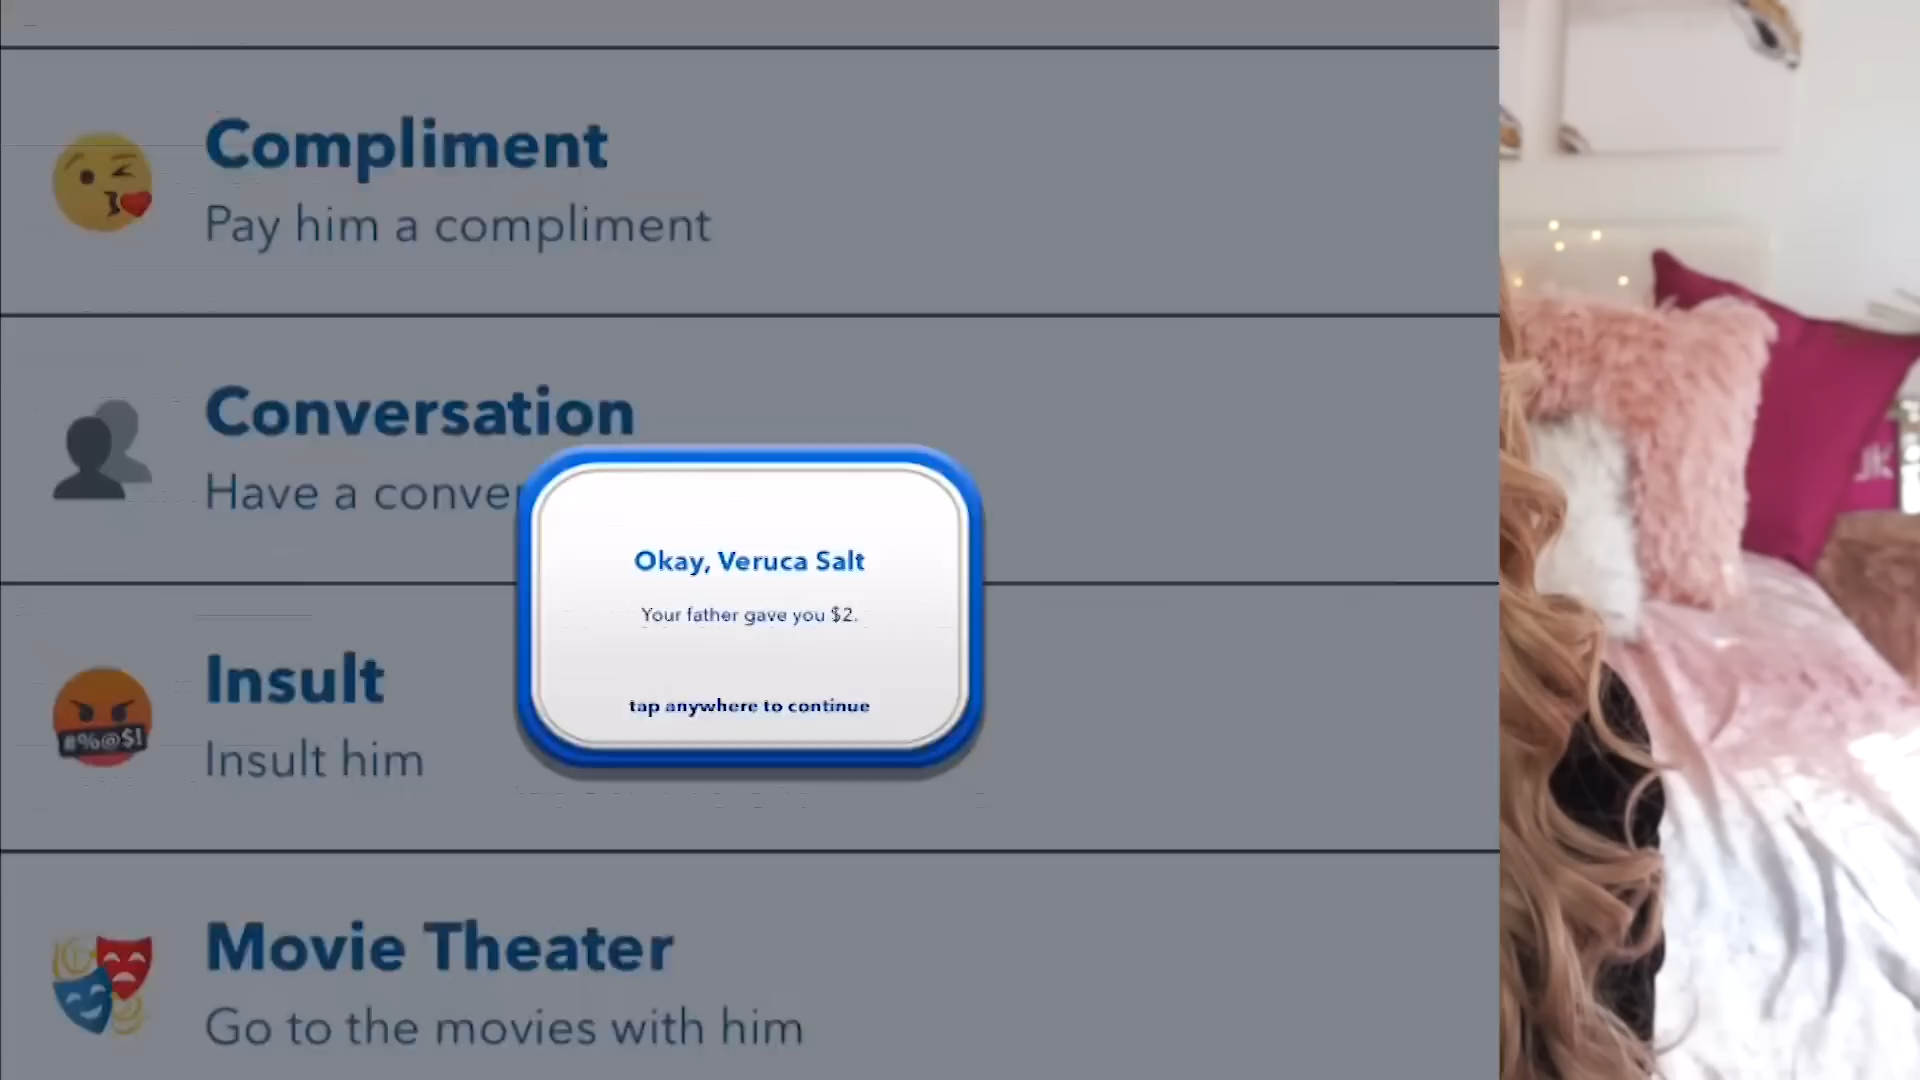 Compliment
Pay him a compliment
Conversation
Have a conver
Okay, Veruca Salt
Your father gave you $2.
tap anywhere to continue
Insult
#%@$!
Insult him
Movie Theater
Go to the movies with him